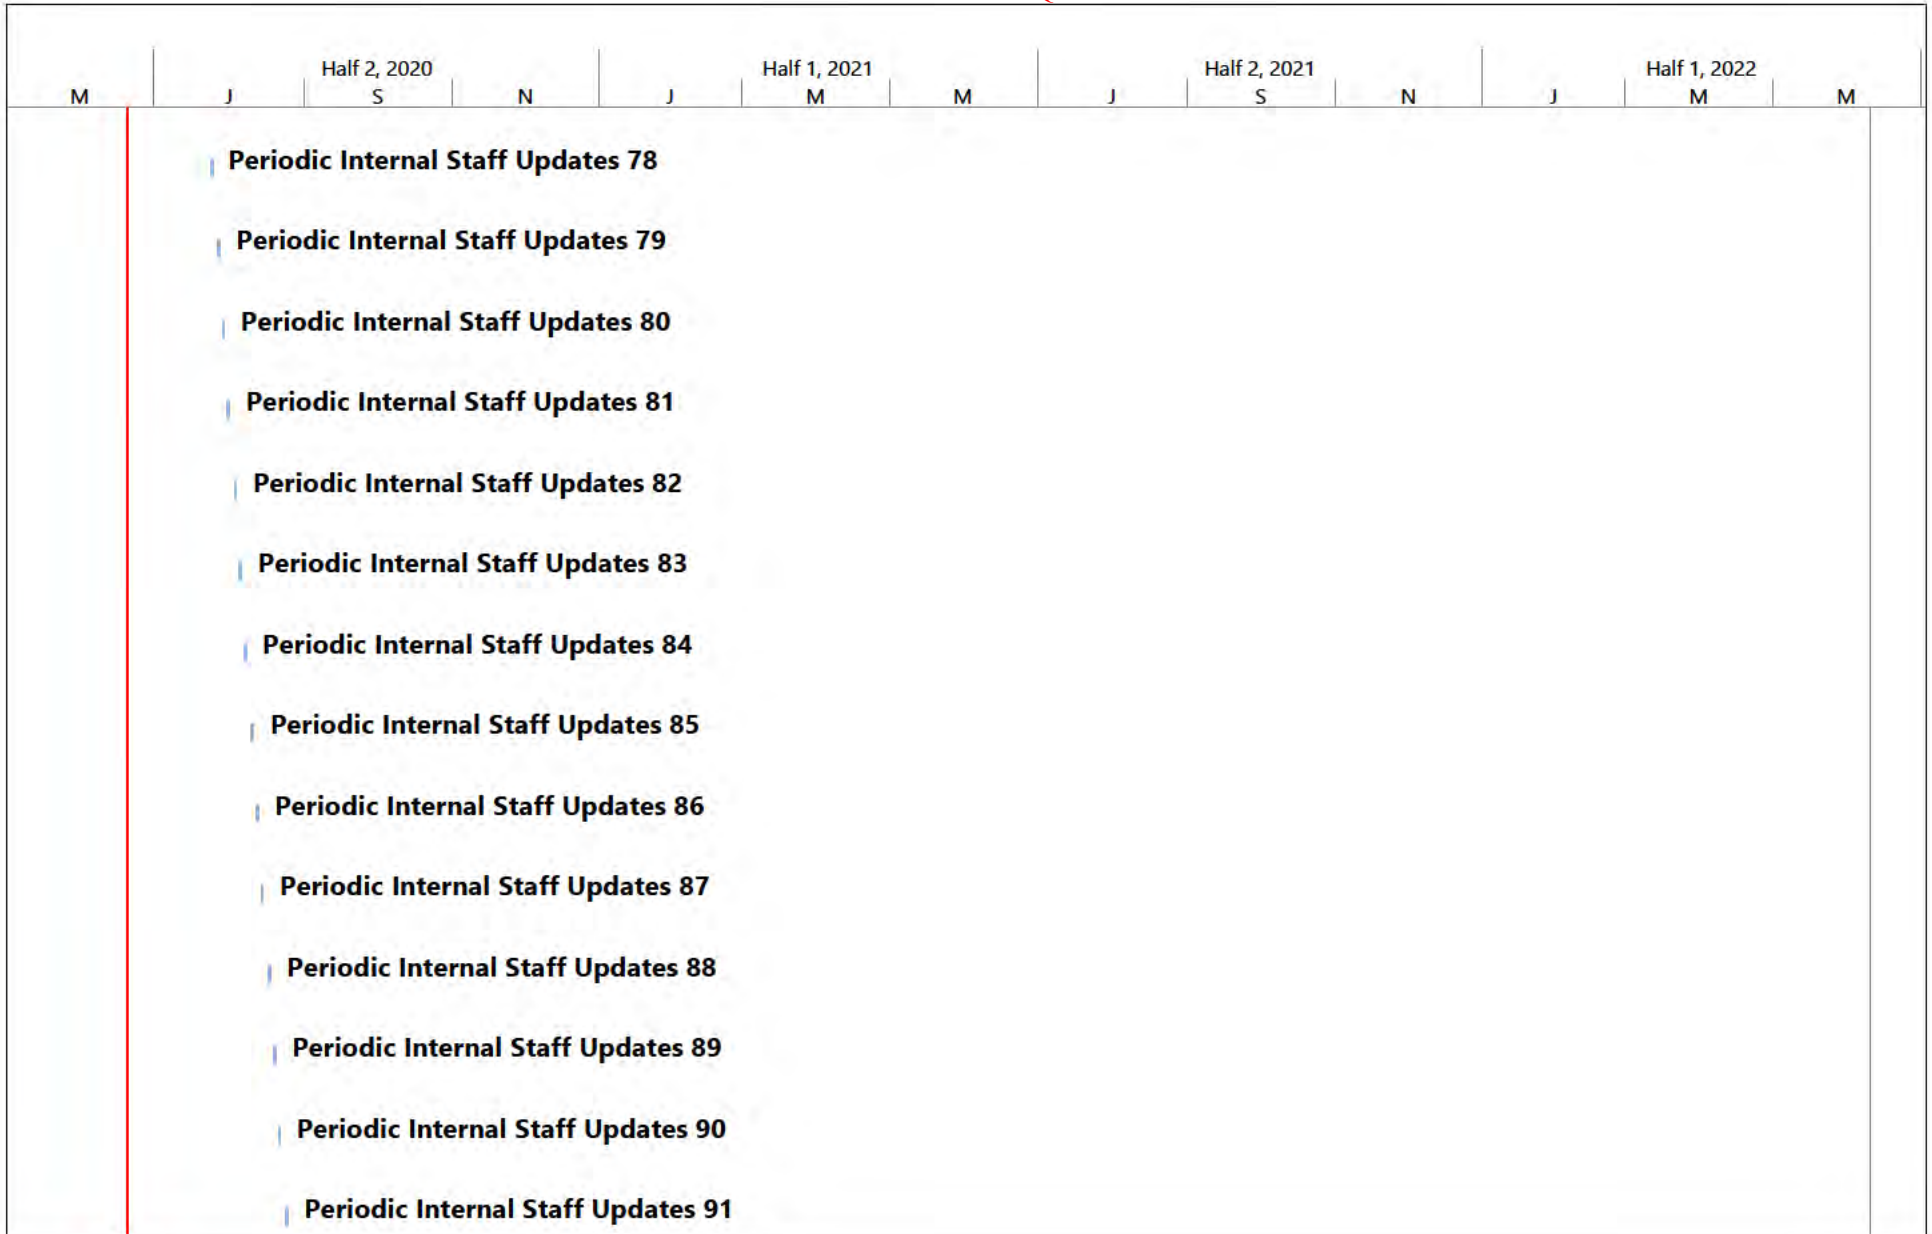 Half 2, 2020 Half 1, 2021 Half 2, 2021 Half 1, 2022
M J S N J M M J S N J M M
Periodic Internal Staff Updates 78
Periodic Internal Staff Updates 79
Periodic Internal Staff Updates 80
Periodic Internal Staff Updates 81
Periodic Internal Staff Updates 82
Periodic Internal Staff Updates 83
Periodic Internal Staff Updates 84
Periodic Internal Staff Updates 85
Periodic Internal Staff Updates 86
Periodic Internal Staff Updates 87
Periodic Internal Staff Updates 88
Periodic Internal Staff Updates 89
Periodic Internal Staff Updates 90
Periodic Internal Staff Updates 91